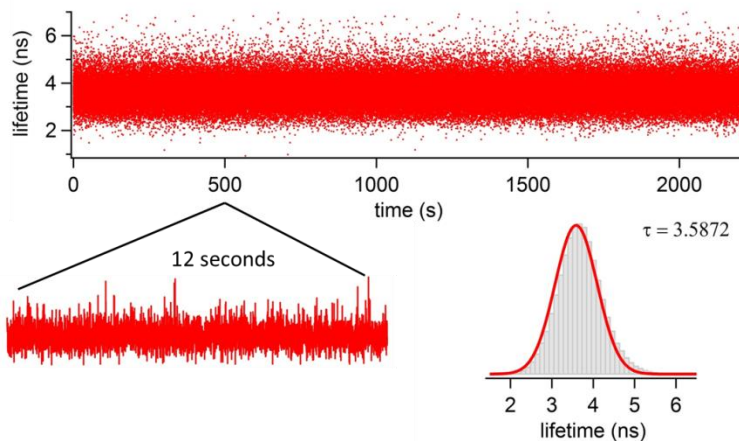 lifetime (ns)
6
4
2
0 500 1000 1500 2000
time (s)
12 seconds
τ = 3.5872
2 3 4 5 6
lifetime (ns)